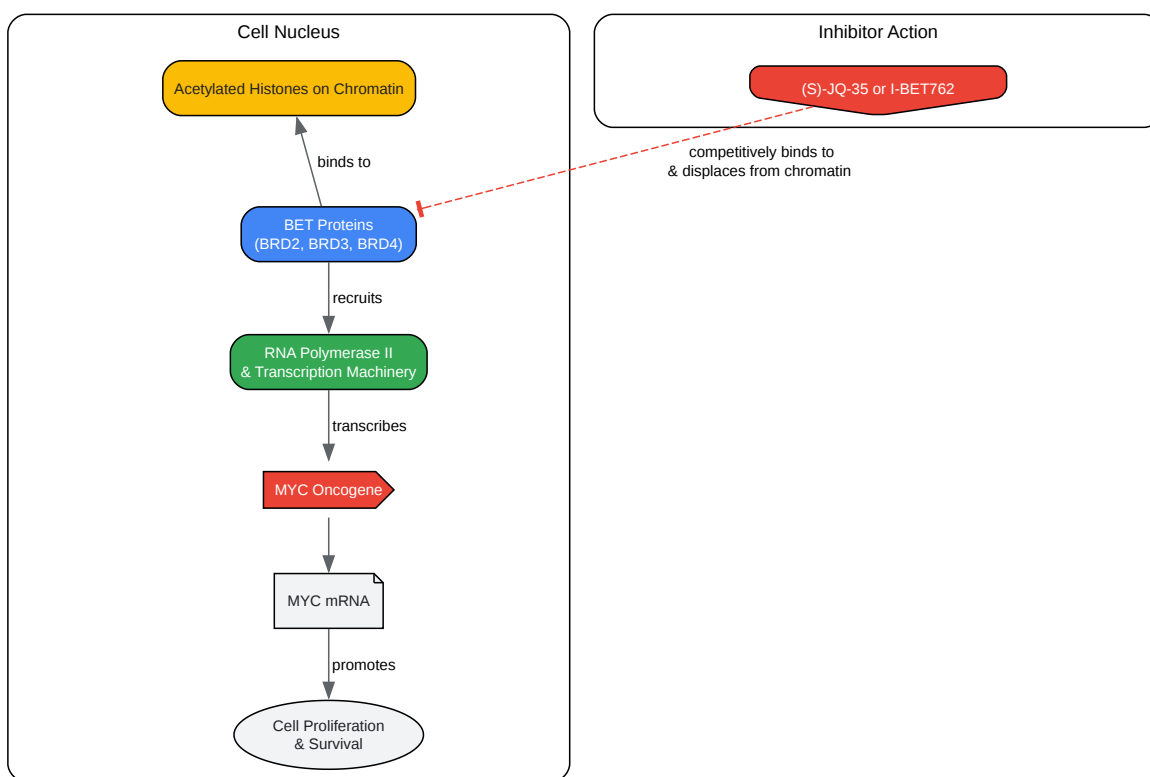 Cell Nucleus
Acetylated Histones on Chromatin
binds to
BET Proteins
(BRD2, BRD3, BRD4)
recruits
RNA Polymerase II
& Transcription Machinery
transcribes
MYC Oncogene
MYC mRNA
promotes
Cell Proliferation
& Survival
Inhibitor Action
(S)-JQ-35 or I-BET762
competitively binds to
& displaces from chromatin